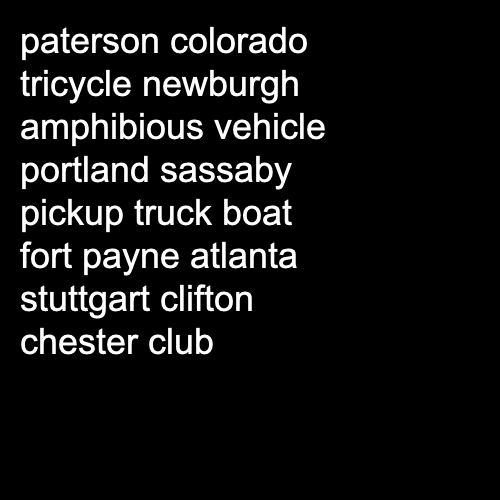 paterson colorado
tricycle newburgh
amphibious vehicle
portland sassaby
pickup truck boat
fort payne atlanta
stuttgart clifton
chester club